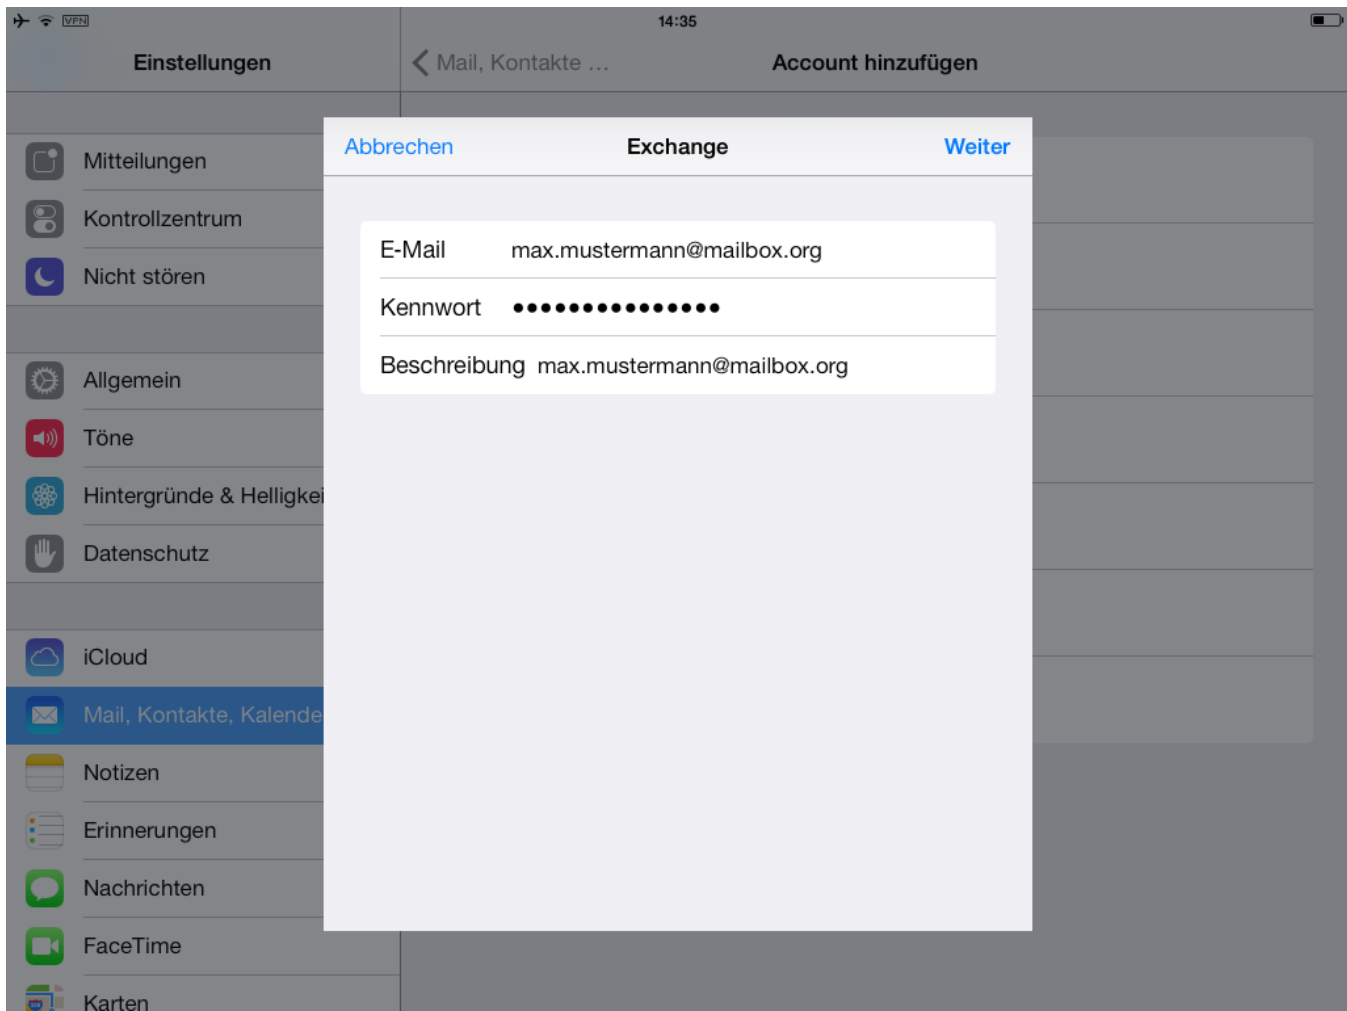 VPN
14:35
Einstellungen
Mail, Kontakte ...
Account hinzufügen
Abbrechen
Exchange
Weiter
E-Mail
max.mustermann@mailbox.org
Kennwort
●●●●●●●●●●●●●●●
Beschreibung
max.mustermann@mailbox.org
Mitteilungen
Kontrollzentrum
Nicht stören
Allgemein
Töne
Hintergründe & Helligkei
Datenschutz
iCloud
Mail, Kontakte, Kalende
Notizen
Erinnerungen
Nachrichten
FaceTime
Karten